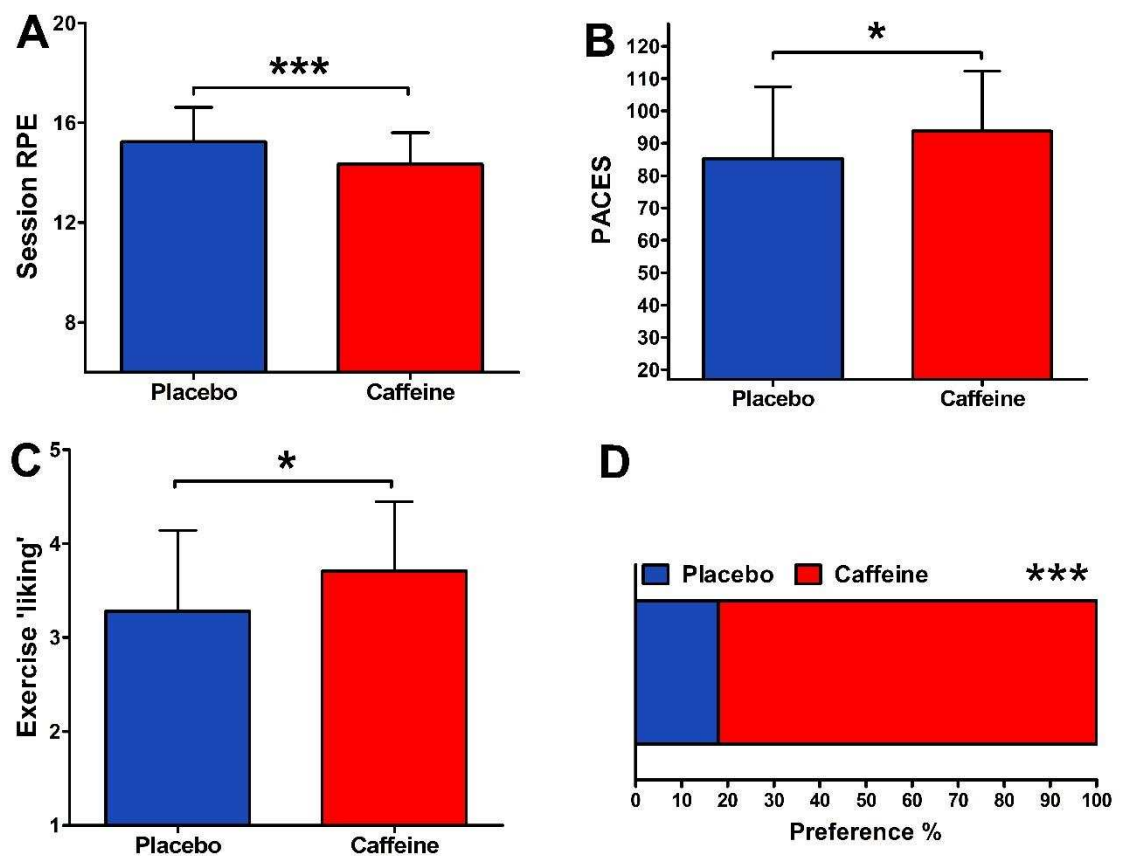 A
Session RPE
20
16
12
8
***
Placebo
Caffeine
B
PACES
120
110
100
90
80
70
60
50
40
30
20
*
Placebo
Caffeine
C
Exercise 'liking'
5
4
3
2
1
*
Placebo
Caffeine
D
Placebo Caffeine ***
0 10 20 30 40 50 60 70 80 90 100
Preference %